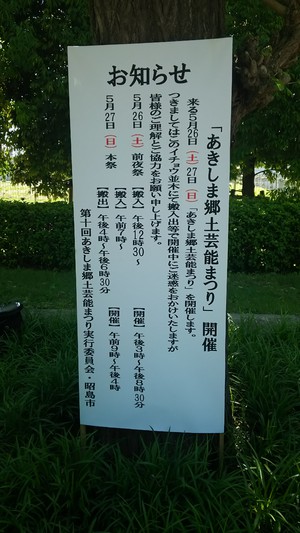 お知らせ
「あきしま郷土芸能まつり」開催
来る5月26日(土)27日(日)「あきしま郷土芸能まつり」を開催します。
つきましてはこのイチョウ並木にて搬入出等で開催中にご迷惑をおかけいたしますが
皆様のご理解とご協力をお願い申し上げます。
5月26日(土)前夜祭
【搬入】午後12時30~【開催】午後3時~午後8時30分
5月27日(日)本祭
【搬入】午前7時~
【搬出】午後4時~午後6時30分【開催】午前9時~午後4時
第十回あきしま郷土芸能まつり実行委員会・昭島市